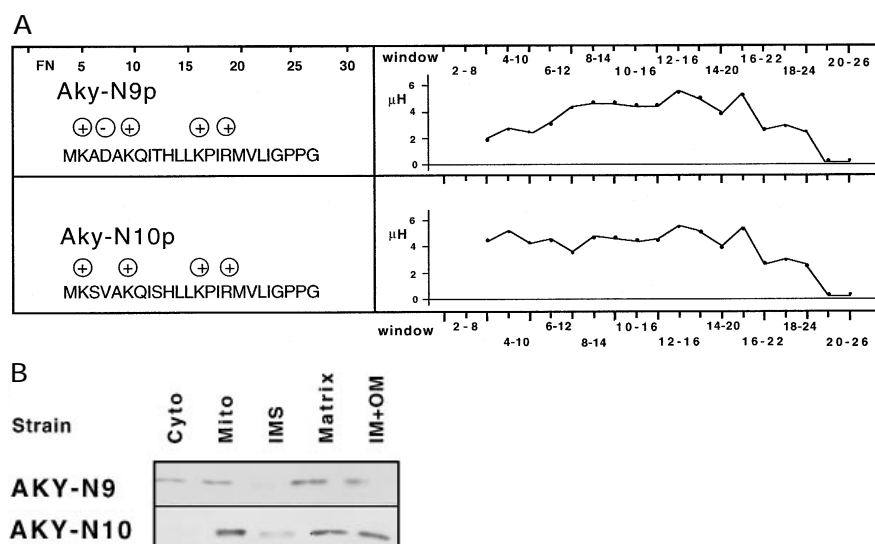 A
FN 5 10 15 20 25 30
Aky-N9p
+ - + + +
MKADAKQITHLLKPIRMVLIGPPG
Aky-N10p
+ + + +
MKSVAKQISHLLKPIRMVLIGPPG
window 4-10 8-14 12-16 16-22 20-26
2-8 6-12 10-16 14-20 18-24
6
µH 4
2
0
6
µH 4
2
0
window 2-8 6-12 10-16 14-20 18-24
4-10 8-14 12-16 16-22 20-26
B
Strain Cyto Mito IMS Matrix IM+OM
AKY-N9
AKY-N10